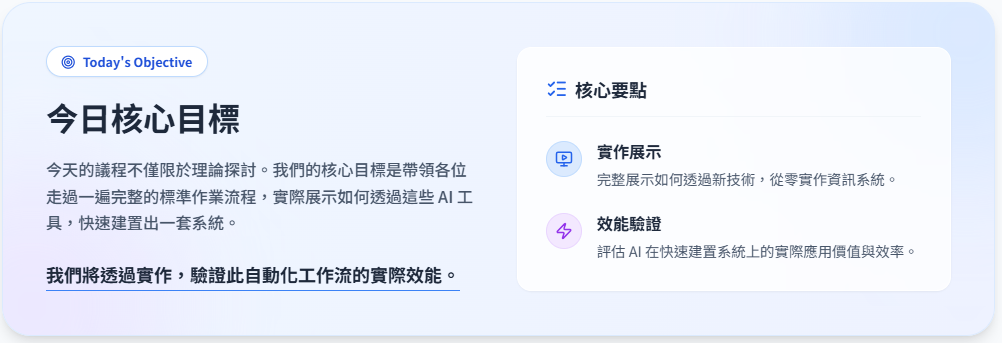 Today's Objective
今日核心目標
今天的議程不僅限於理論探討。我們的核心目標是帶領各位
走過一遍完整的標準作業流程，實際展示如何透過這些 AI 工
具，快速建置出一套系統。
我們將透過實作，驗證此自動化工作流的實際效能。
核心要點
實作展示
完整展示如何透過新技術，從零實作資訊系統。
效能驗證
評估 AI 在快速建置系統上的實際應用價值與效率。